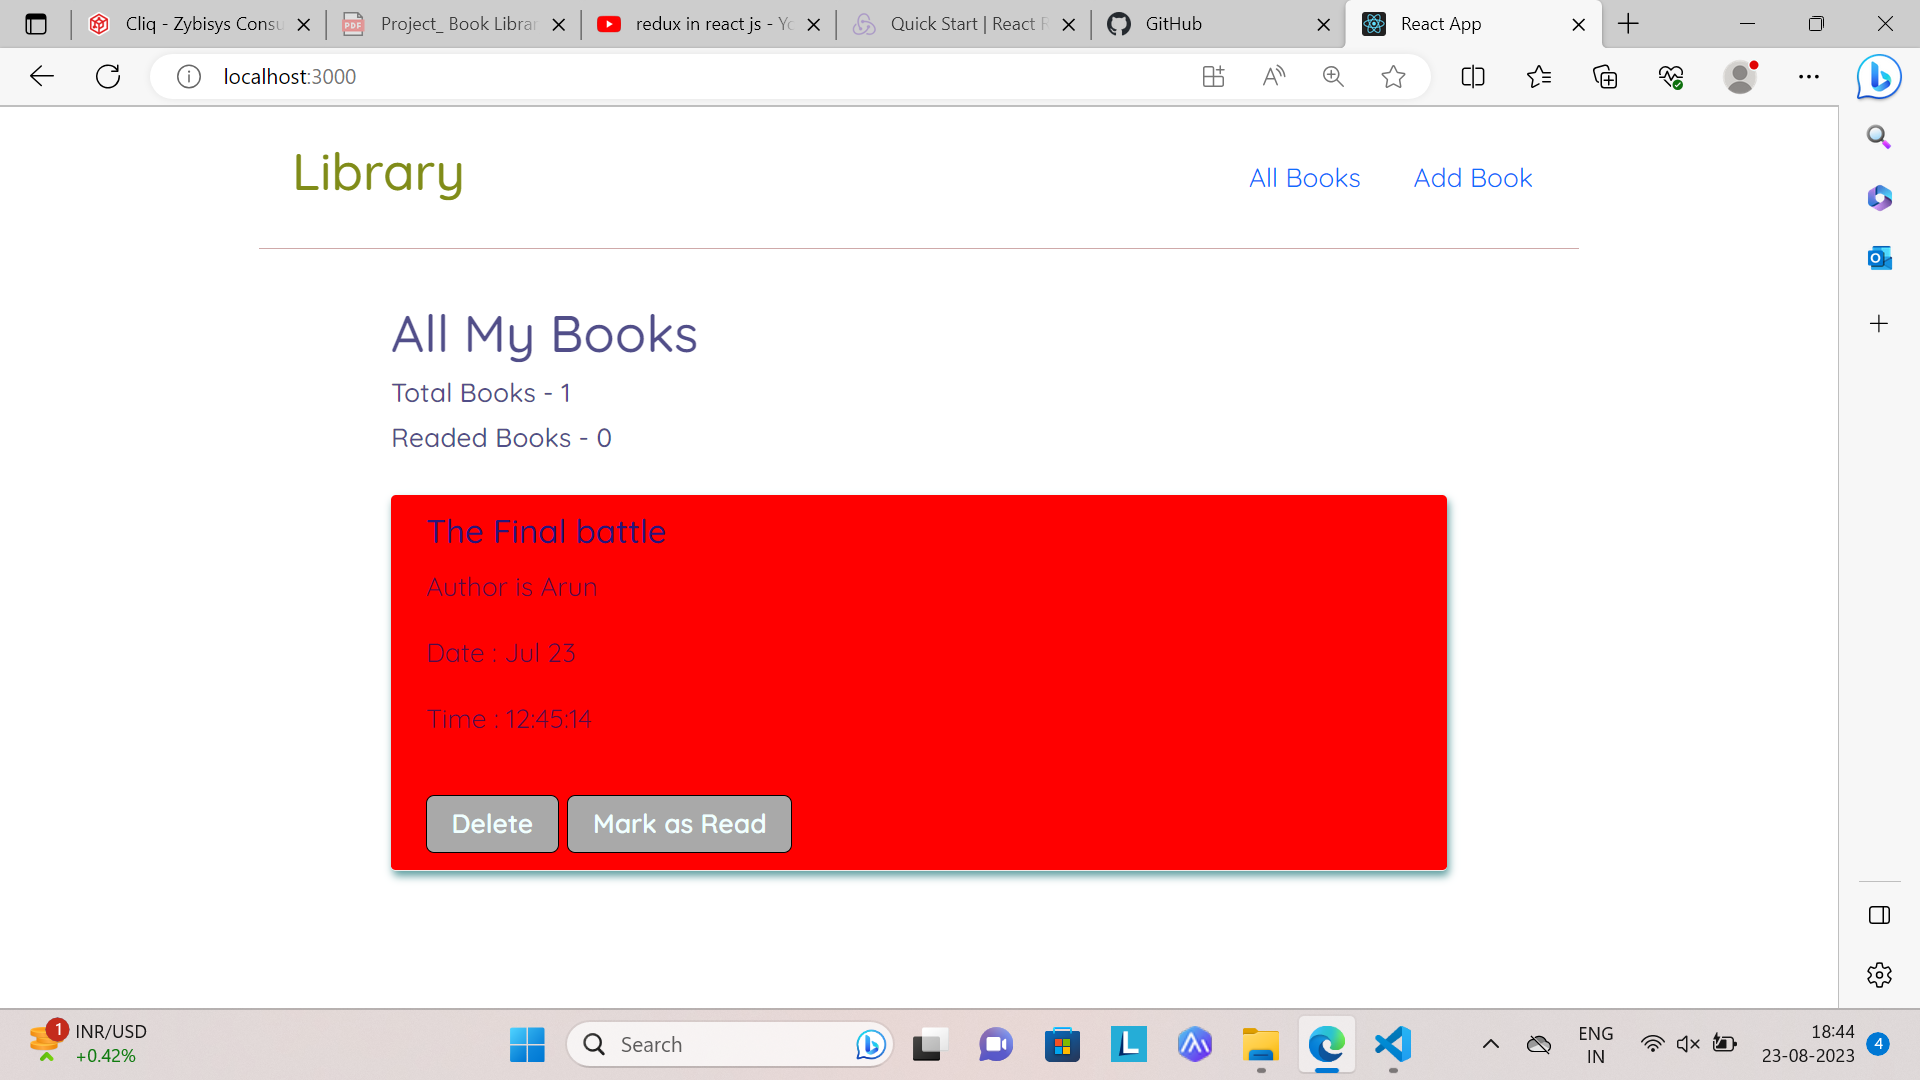 Cliq - Zybisys Consu
Project_ Book Librar
redux in react js - Yo
Quick Start | React R
GitHub
React App
localhost:3000
Library
All Books
Add Book
All My Books
Total Books - 1
Readed Books - 0
The Final battle
Author is Arun
Date : Jul 23
Time : 12:45:14
Delete
Mark as Read
1
INR/USD
+0.42%
Search
ENG
IN
18:44
23-08-2023
4